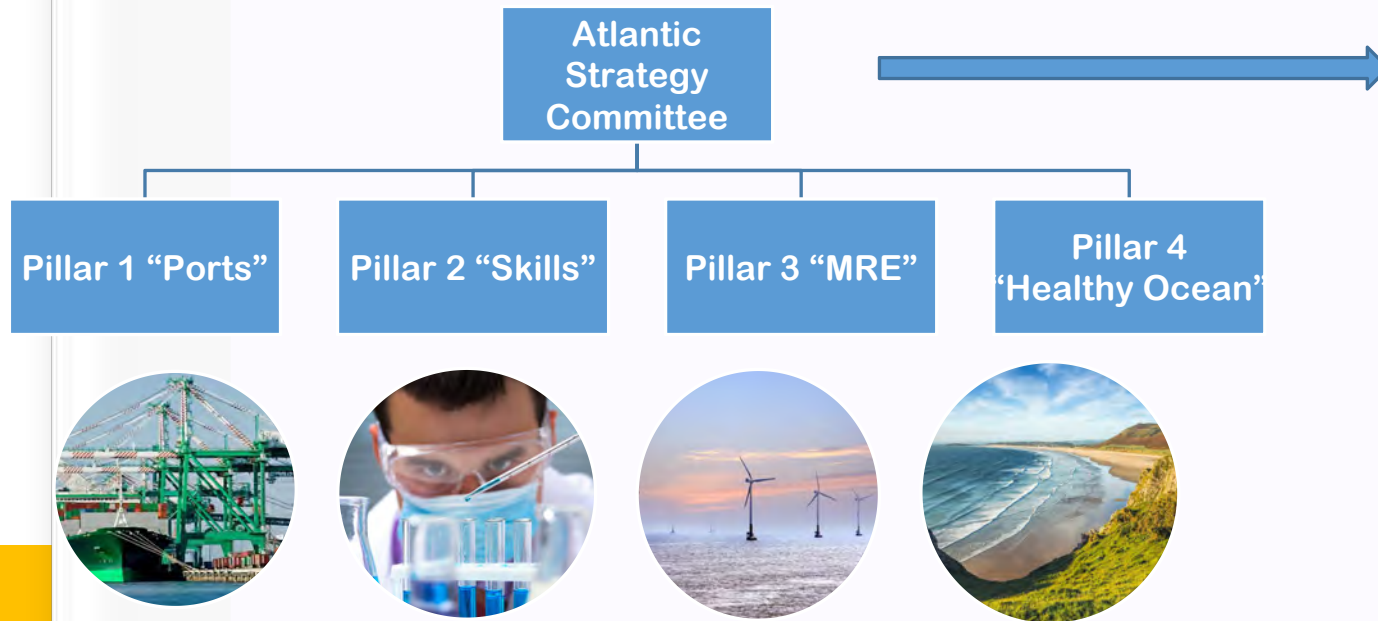 Atlantic
Strategy
Committee
Pillar 1 “Ports”
Pillar 2 “Skills”
Pillar 3 “MRE”
Pillar 4
“Healthy Ocean”